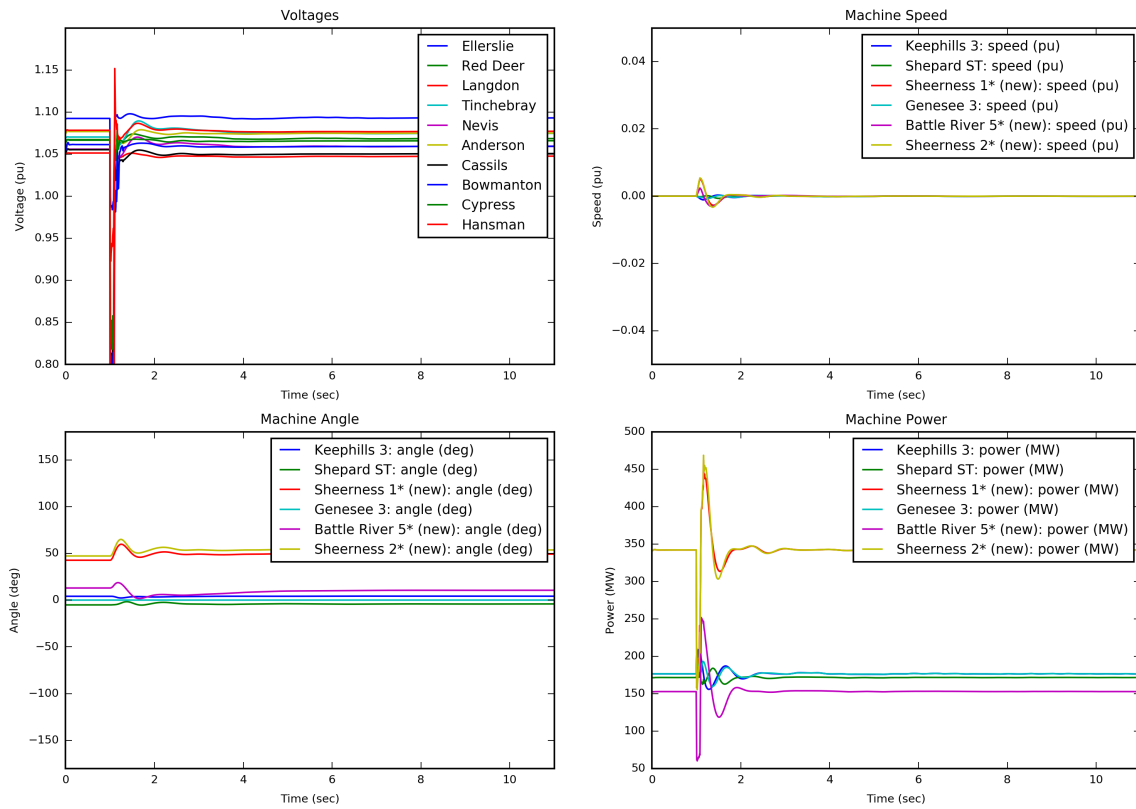 Voltages
Voltage (pu)
1.15
1.10
1.05
1.00
0.95
0.90
0.85
0.80
Ellerslie
Red Deer
Langdon
Tinchebray
Nevis
Anderson
Cassils
Bowmanton
Cypress
Hansman
0 2 4 6 8 10
Time (sec)
Machine Speed
Speed (pu)
0.04
0.02
0.00
−0.02
−0.04
Keephills 3: speed (pu)
Shepard ST: speed (pu)
Sheerness 1* (new): speed (pu)
Genesee 3: speed (pu)
Battle River 5* (new): speed (pu)
Sheerness 2* (new): speed (pu)
0 2 4 6 8 10
Time (sec)
Machine Angle
Angle (deg)
150
100
50
0
−50
−100
−150
Keephills 3: angle (deg)
Shepard ST: angle (deg)
Sheerness 1* (new): angle (deg)
Genesee 3: angle (deg)
Battle River 5* (new): angle (deg)
Sheerness 2* (new): angle (deg)
0 2 4 6 8 10
Time (sec)
Machine Power
Power (MW)
500
450
400
350
300
250
200
150
100
50
Keephills 3: power (MW)
Shepard ST: power (MW)
Sheerness 1* (new): power (MW)
Genesee 3: power (MW)
Battle River 5* (new): power (MW)
Sheerness 2* (new): power (MW)
0 2 4 6 8 10
Time (sec)